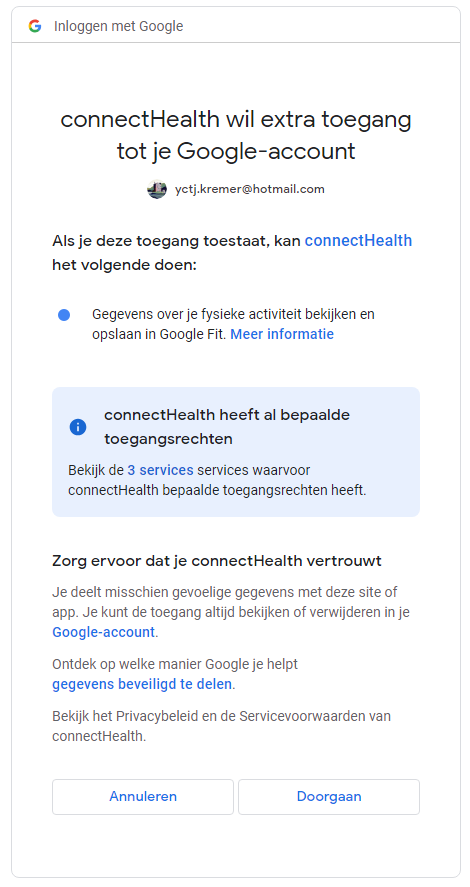 Inloggen met Google
connectHealth wil extra toegang
tot je Google-account
yctj.kremer@hotmail.com
Als je deze toegang toestaat, kan connectHealth
het volgende doen:
Gegevens over je fysieke activiteit bekijken en
opslaan in Google Fit. Meer informatie
connectHealth heeft al bepaalde
toegangsrechten
Bekijk de 3 services services waarvoor
connectHealth bepaalde toegangsrechten heeft.
Zorg ervoor dat je connectHealth vertrouwt
Je deelt misschien gevoelige gegevens met deze site of
app. Je kunt de toegang altijd bekijken of verwijderen in je
Google-account.
Ontdek op welke manier Google je helpt
gegevens beveiligd te delen.
Bekijk het Privacybeleid en de Servicevoorwaarden van
connectHealth.
Annuleren
Doorgaan